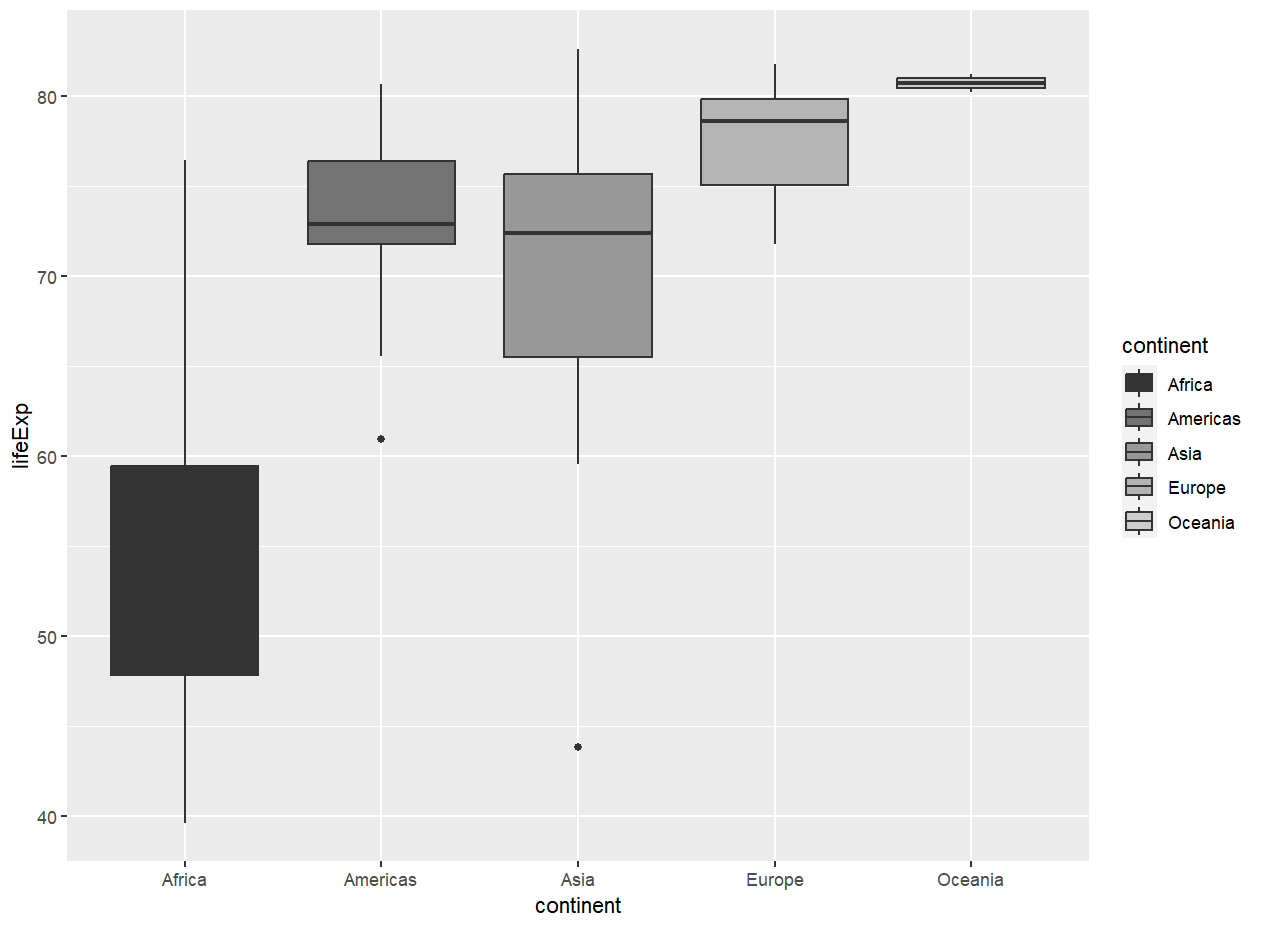 lifeExp
80
70
60
50
40
Africa
Americas
Asia
Europe
Oceania
continent
continent
Africa
Americas
Asia
Europe
Oceania